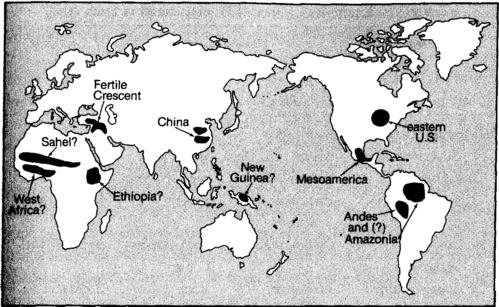 Fertile
Crescent
China
Sahel?
eastern
U.S.
New
Guinea?
Mesoamerica
West
Africa?
Ethiopia?
Andes
and (?)
Amazonia